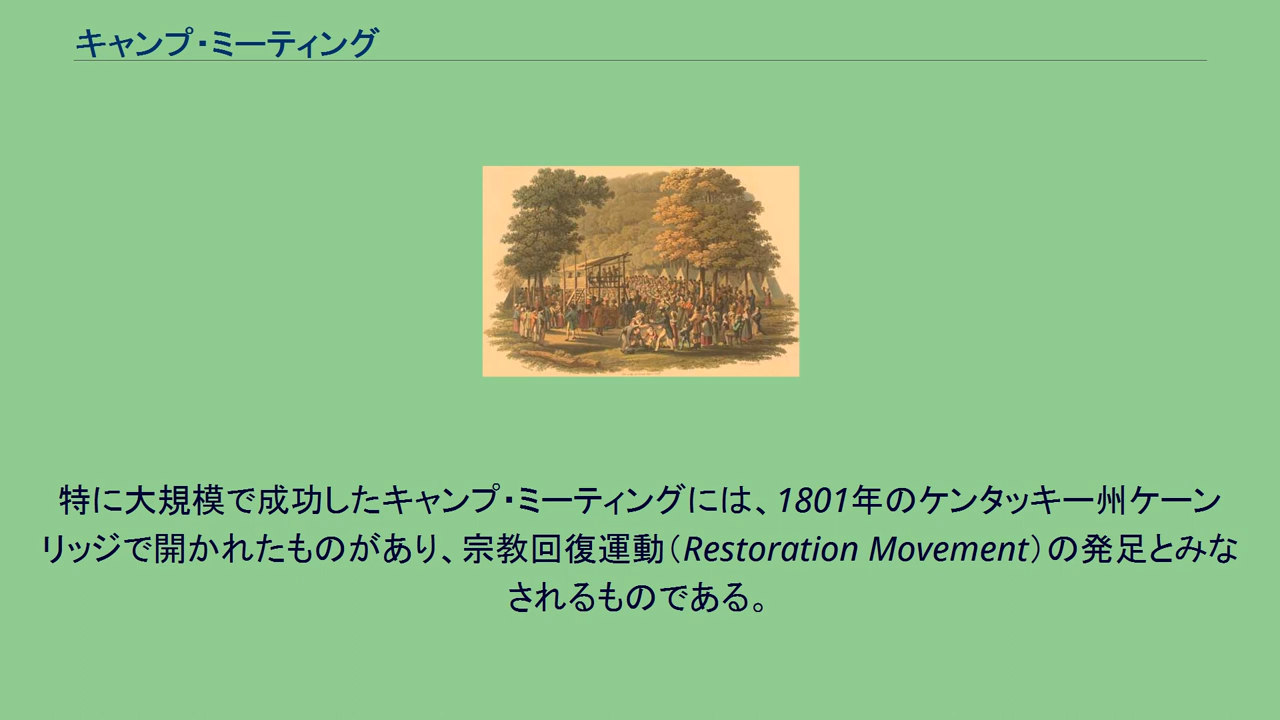 キャンプ・ミーティング
特に大規模で成功したキャンプ・ミーティングには、1801年のケンタッキー州ケーン
リッジで開かれたものがあり、宗教回復運動（Restoration Movement）の発足とみな
されるものである。